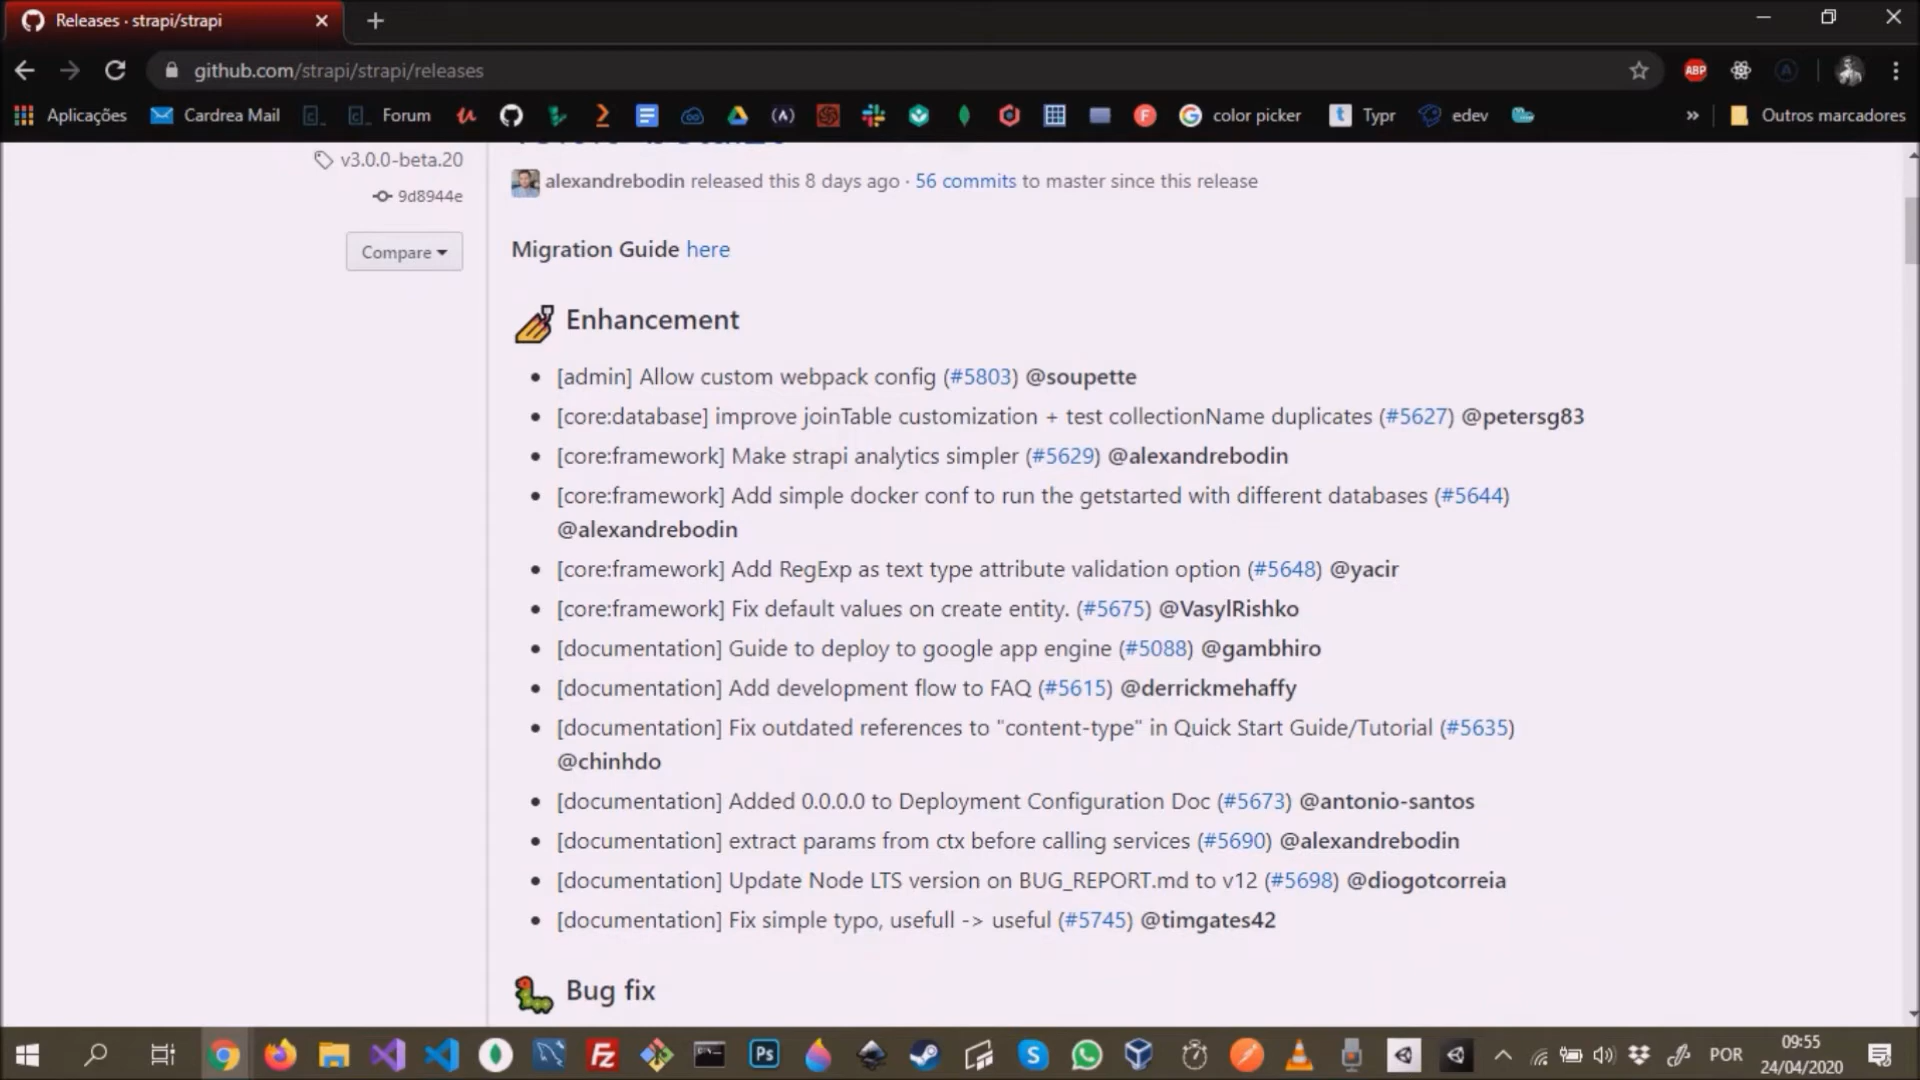 Releases · strapi/strapi
github.com/strapi/strapi/releases
ABP
Aplicações
Cardrea Mail
Forum
color picker
Typr
edev
Outros marcadores
v3.0.0-beta.20
9d8944e
Compare
alexandrebodin released this 8 days ago · 56 commits to master since this release
Migration Guide here
Enhancement
[admin] Allow custom webpack config (#5803) @soupette
[core:database] improve joinTable customization + test collectionName duplicates (#5627) @petersg83
[core:framework] Make strapi analytics simpler (#5629) @alexandrebodin
[core:framework] Add simple docker conf to run the getstarted with different databases (#5644)
@alexandrebodin
[core:framework] Add RegExp as text type attribute validation option (#5648) @yacir
[core:framework] Fix default values on create entity. (#5675) @VasylRishko
[documentation] Guide to deploy to google app engine (#5088) @gambhiro
[documentation] Add development flow to FAQ (#5615) @derrickmehaffy
[documentation] Fix outdated references to "content-type" in Quick Start Guide/Tutorial (#5635)
@chinhdo
[documentation] Added 0.0.0.0 to Deployment Configuration Doc (#5673) @antonio-santos
[documentation] extract params from ctx before calling services (#5690) @alexandrebodin
[documentation] Update Node LTS version on BUG_REPORT.md to v12 (#5698) @diogotcorreia
[documentation] Fix simple typo, usefull -> useful (#5745) @timgates42
Bug fix
POR
09:55
24/04/2020